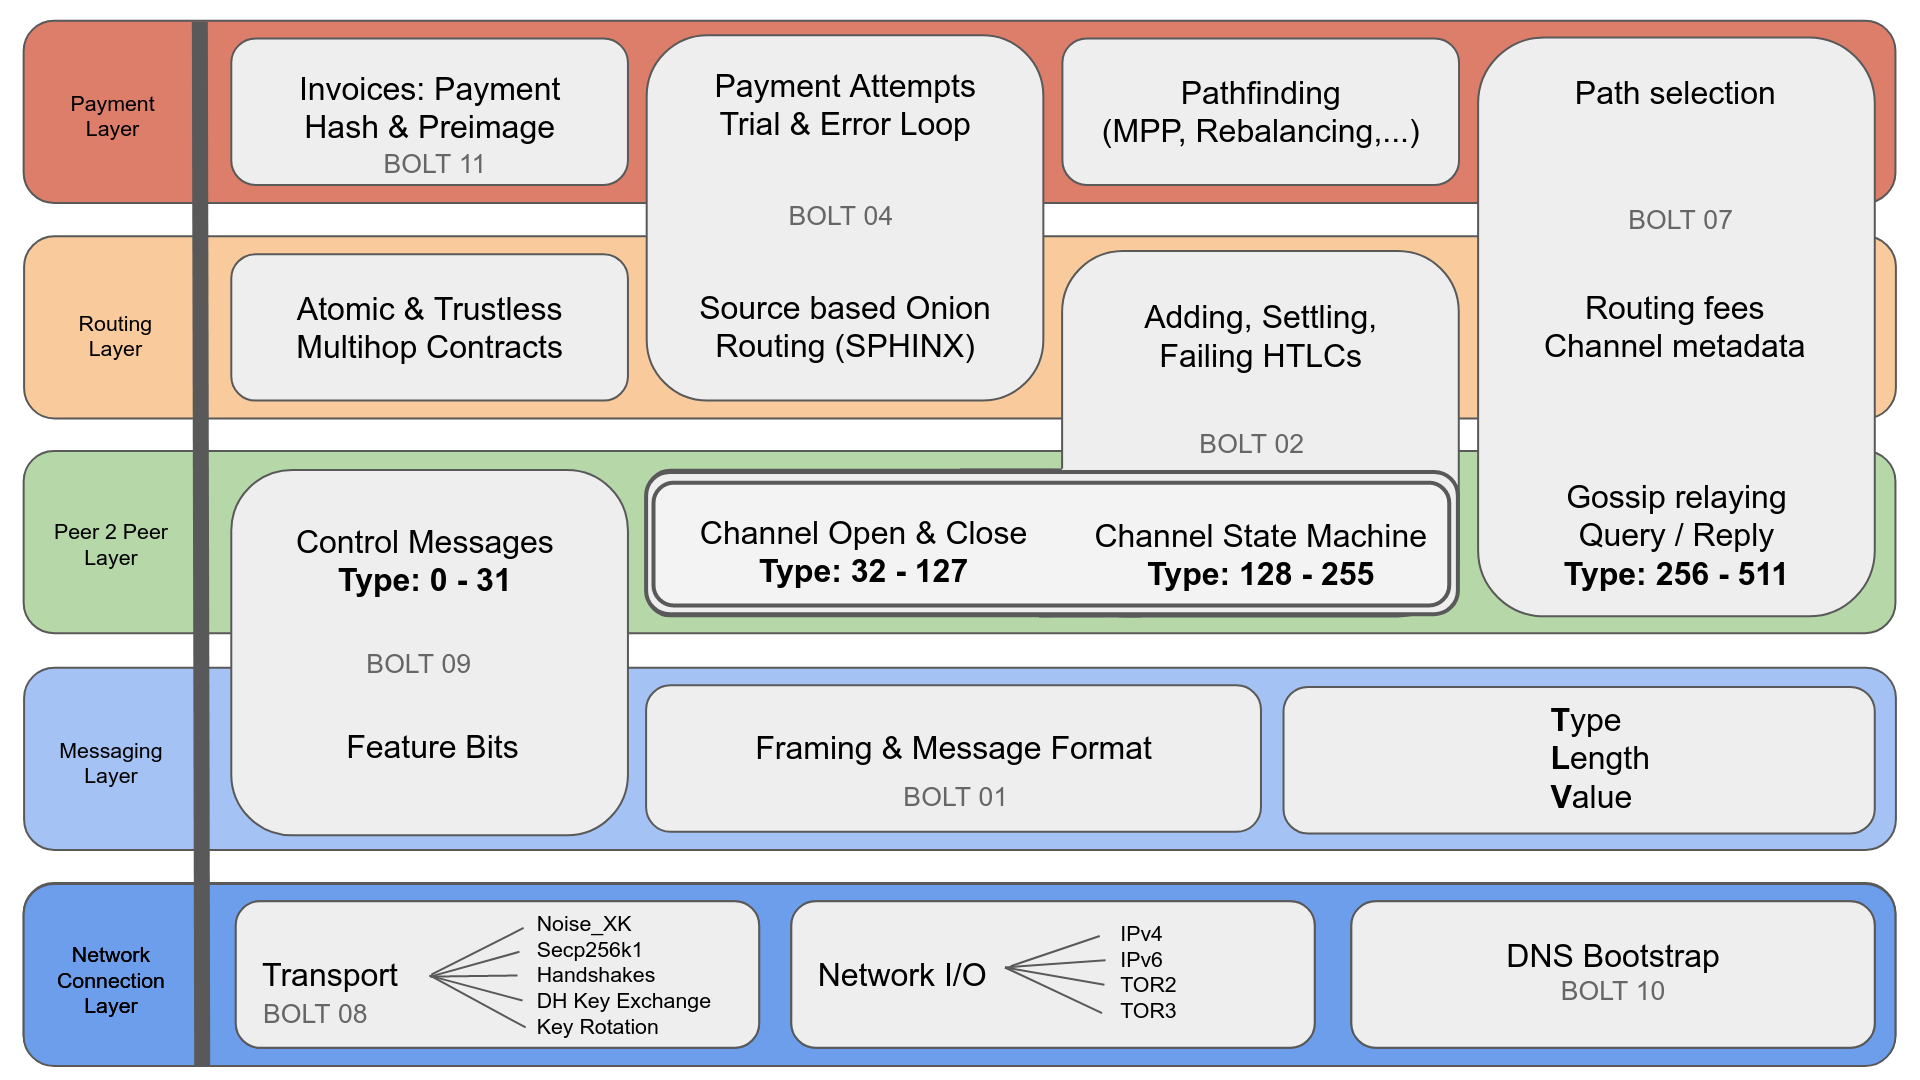 Payment
Layer
Invoices: Payment
Hash & Preimage
BOLT 11
Payment Attempts
Trial & Error Loop
BOLT 04
Source based Onion
Routing (SPHINX)
Pathfinding
(MPP, Rebalancing,...)
Path selection
BOLT 07
Routing fees
Channel metadata
Gossip relaying
Query / Reply
Type: 256 - 511
Routing
Layer
Atomic & Trustless
Multihop Contracts
Adding, Settling,
Failing HTLCs
BOLT 02
Peer 2 Peer
Layer
Control Messages
Type: 0 - 31
BOLT 09
Feature Bits
Channel Open & Close
Type: 32 - 127
Channel State Machine
Type: 128 - 255
Messaging
Layer
Framing & Message Format
BOLT 01
Type
Length
Value
Network
Connection
Layer
Transport
BOLT 08
Noise_XK
Secp256k1
Handshakes
DH Key Exchange
Key Rotation
Network I/O
IPv4
IPv6
TOR2
TOR3
DNS Bootstrap
BOLT 10